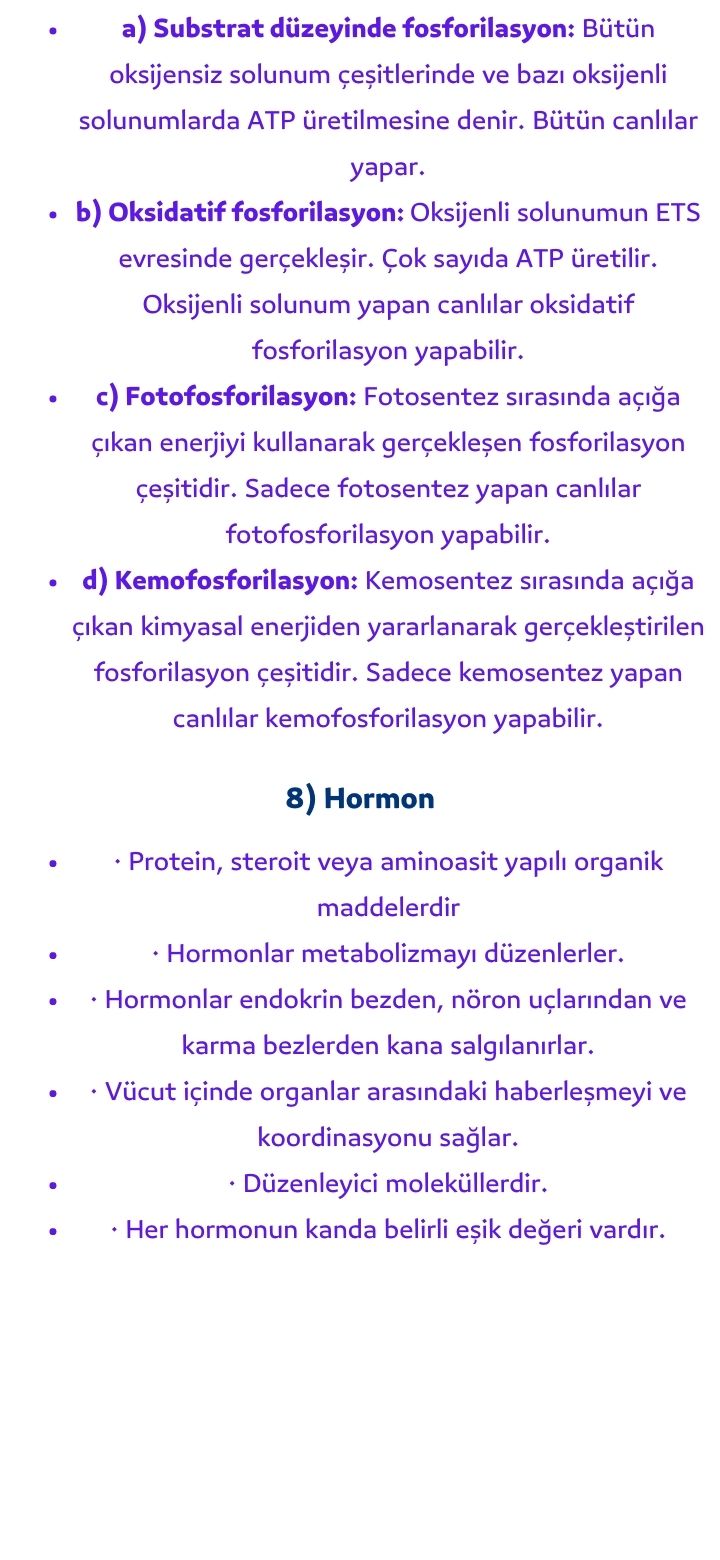 • a) Substrat düzeyinde fosforilasyon: Bütün
oksijensiz solunum çeşitlerinde ve bazı oksijenli
solunumlarda ATP üretilmesine denir. Bütün canlılar
yapar.
• b) Oksidatif fosforilasyon: Oksijenli solunumun ETS
evresinde gerçekleşir. Çok sayıda ATP üretilir.
Oksijenli solunum yapan canlılar oksidatif
fosforilasyon yapabilir.
• c) Fotofosforilasyon: Fotosentez sırasında açığa
çıkan enerjiyi kullanarak gerçekleşen fosforilasyon
çeşitidir. Sadece fotosentez yapan canlılar
fotofosforilasyon yapabilir.
• d) Kemofosforilasyon: Kemosentez sırasında açığa
çıkan kimyasal enerjiden yararlanarak gerçekleştirilen
fosforilasyon çeşitidir. Sadece kemosentez yapan
canlılar kemofosforilasyon yapabilir.
8) Hormon
• · Protein, steroit veya aminoasit yapılı organik
maddelerdir
• · Hormonlar metabolizmayı düzenlerler.
• · Hormonlar endokrin bezden, nöron uçlarından ve
karma bezlerden kana salgılanırlar.
• · Vücut içinde organlar arasındaki haberleşmeyi ve
koordinasyonu sağlar.
• · Düzenleyici moleküllerdir.
• · Her hormonun kanda belirli eşik değeri vardır.